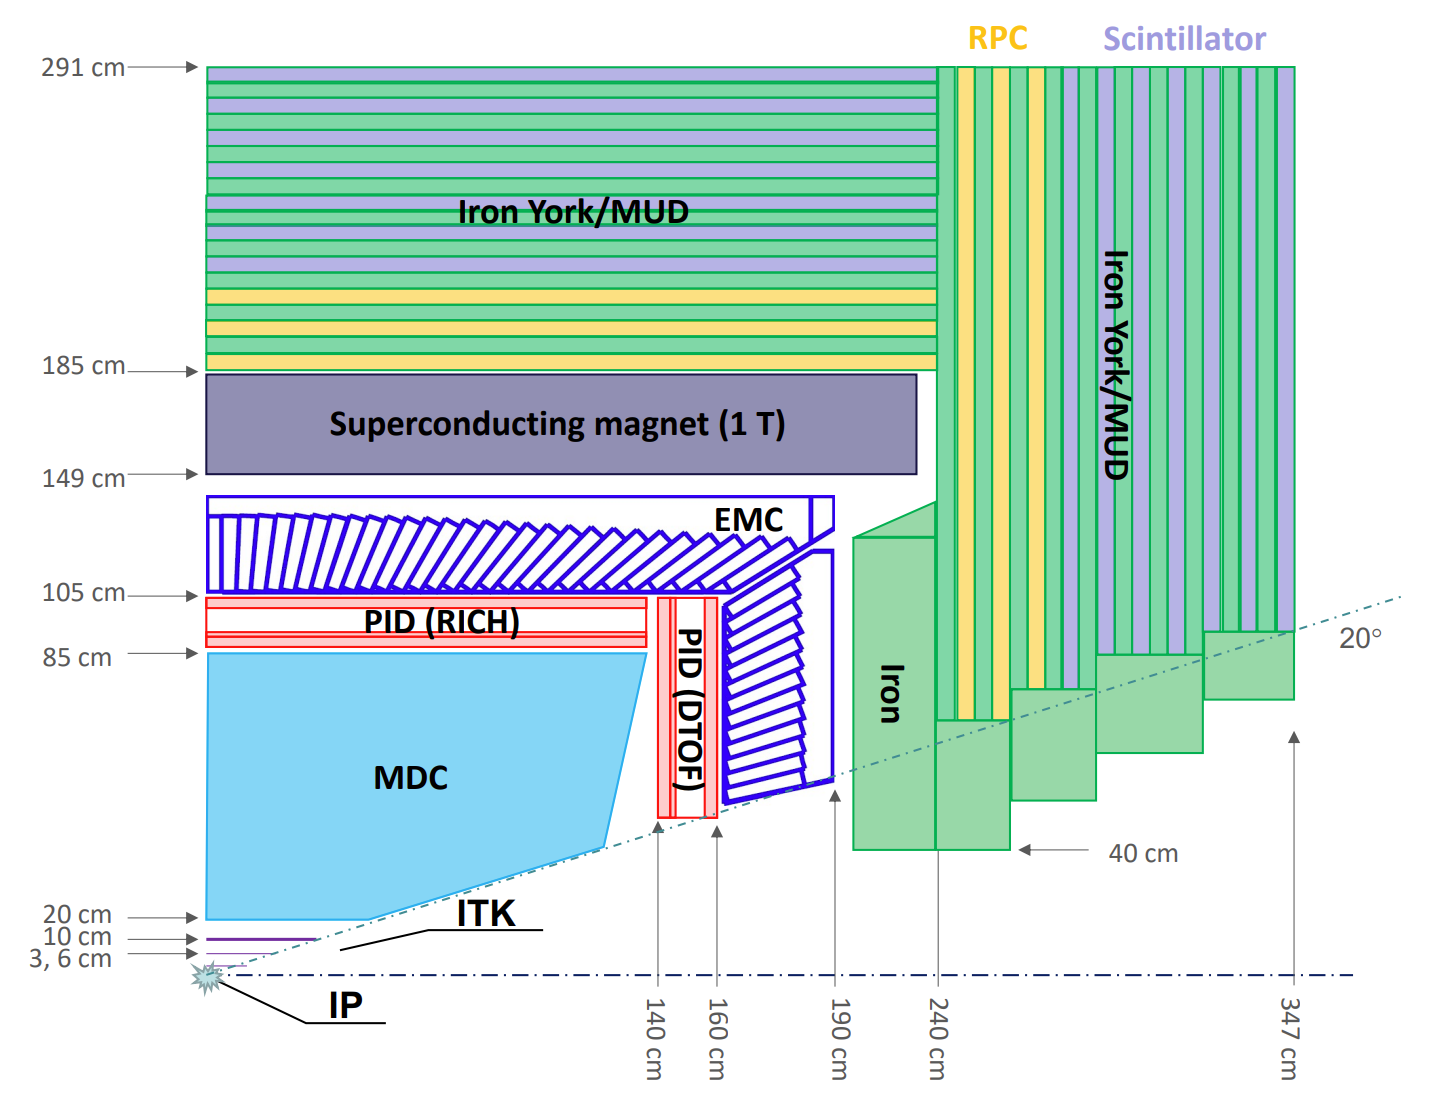 RPC
Scintillator
291 cm
Iron York/MUD
Iron York/MUD
185 cm
Superconducting magnet (1 T)
149 cm
EMC
105 cm
PID (RICH)
PID (DTOF)
Iron
20°
85 cm
MDC
40 cm
20 cm
10 cm
3, 6 cm
ITK
IP
140 cm
160 cm
190 cm
240 cm
347 cm